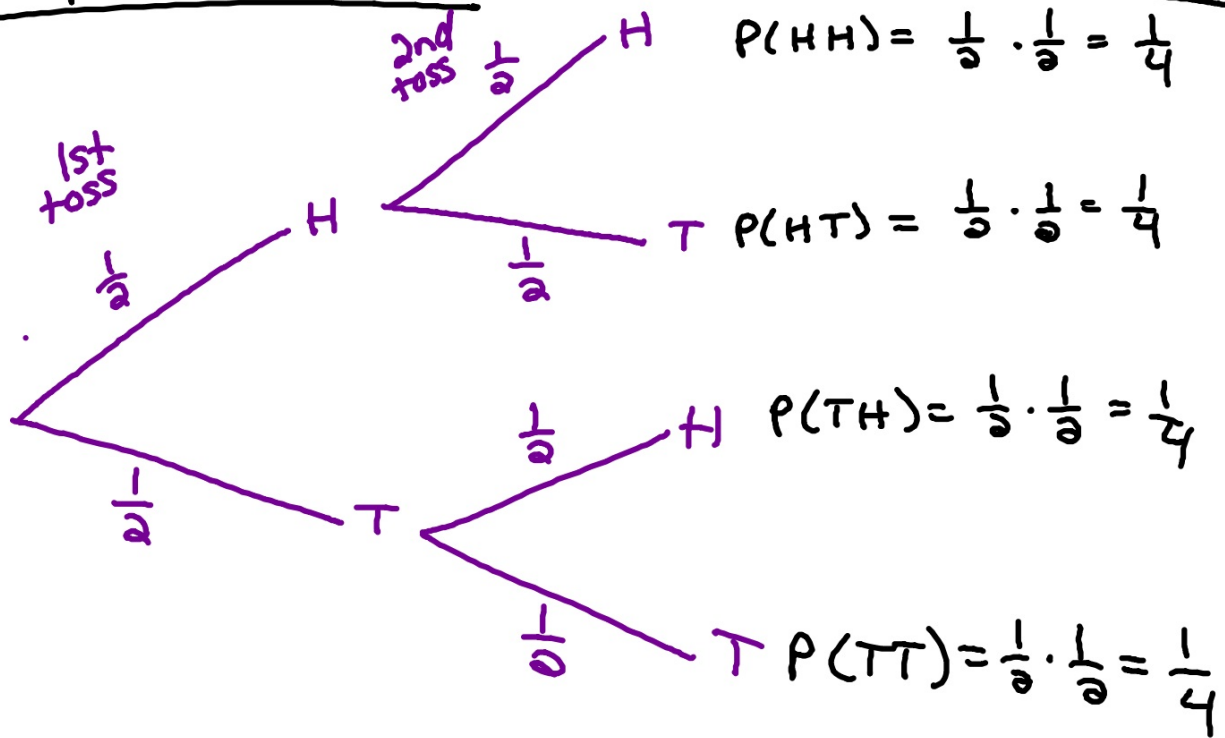 2nd
toss
1/2
H
P(HH) = 1/2 · 1/2 = 1/4
1st
toss
1/2
H
1/2
T
P(HT) = 1/2 · 1/2 = 1/4
1/2
T
1/2
H
P(TH) = 1/2 · 1/2 = 1/4
1/2
T
P(TT) = 1/2 · 1/2 = 1/4